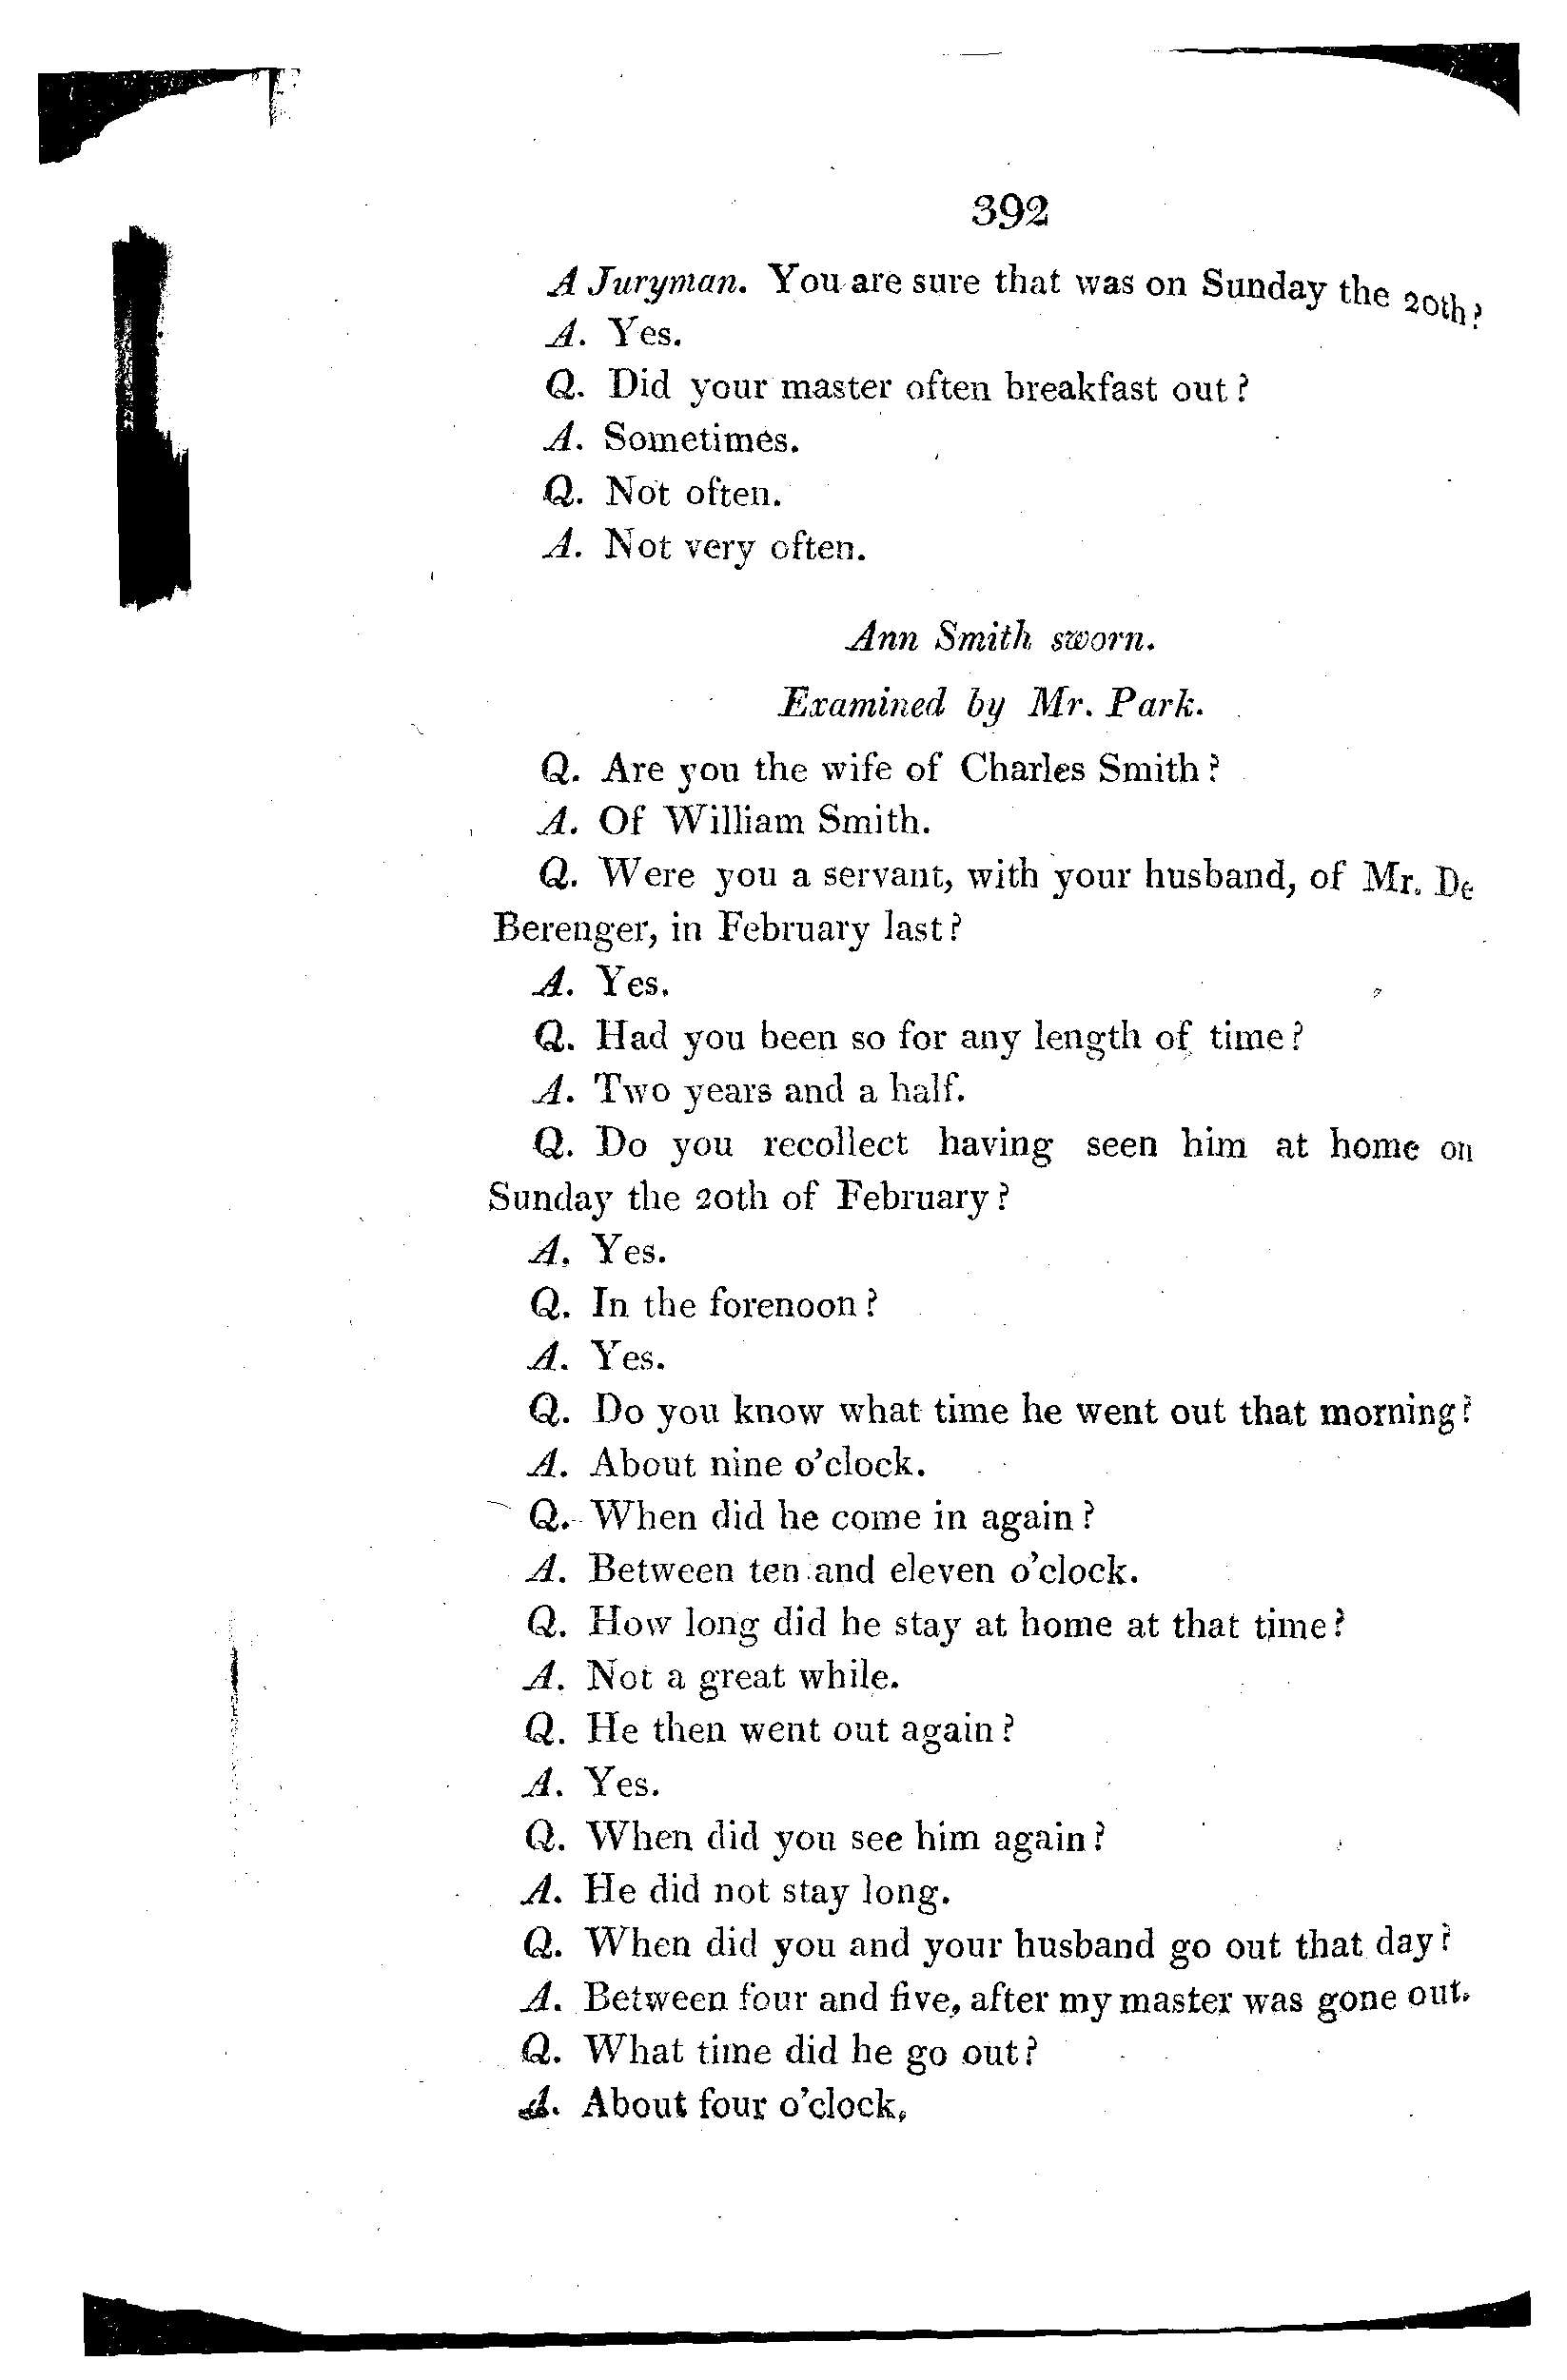 392
A Juryman. You are sure that was on Sunday the 20th?
A. Yes.
Q. Did your master often breakfast out?
A. Sometimes.
Q. Not often.
A. Not very often.
Ann Smith sworn.
Examined by Mr. Park.
Q. Are you the wife of Charles Smith?
A. Of William Smith.
Q. Were you a servant, with your husband, of Mr. De
Berenger, in February last?
A. Yes.
Q. Had you been so for any length of time?
A. Two years and a half.
Q. Do you recollect having seen him at home on
Sunday the 20th of February?
A. Yes.
Q. In the forenoon?
A. Yes.
Q. Do you know what time he went out that morning?
A. About nine o'clock.
Q. When did he come in again?
A. Between ten and eleven o'clock.
Q. How long did he stay at home at that time?
A. Not a great while.
Q. He then went out again?
A. Yes.
Q. When did you see him again?
A. He did not stay long.
Q. When did you and your husband go out that day?
A. Between four and five, after my master was gone out.
Q. What time did he go out?
A. About four o'clock.